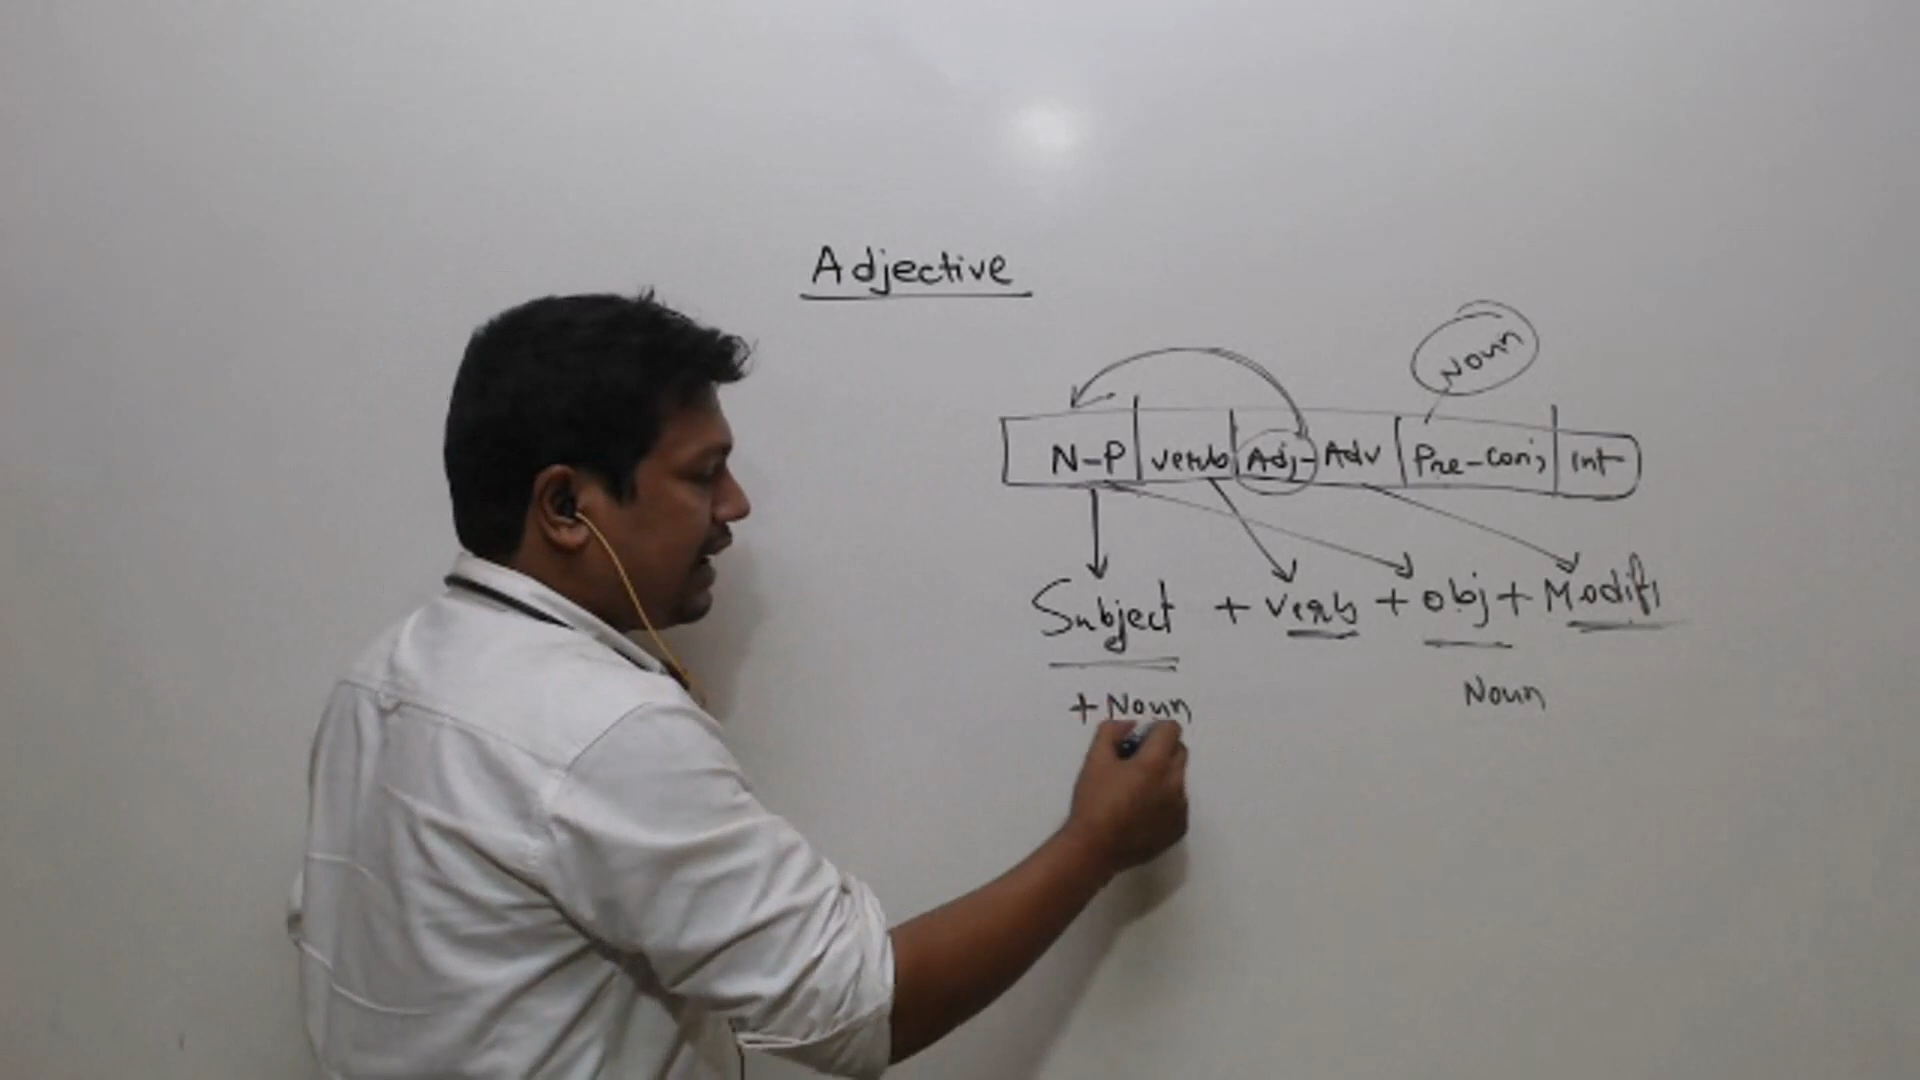 Adjective
Noun
N-P verb Adj- Adv Pre-Conj Int
Subject + verb + obj + Modifi
+ Noun Noun